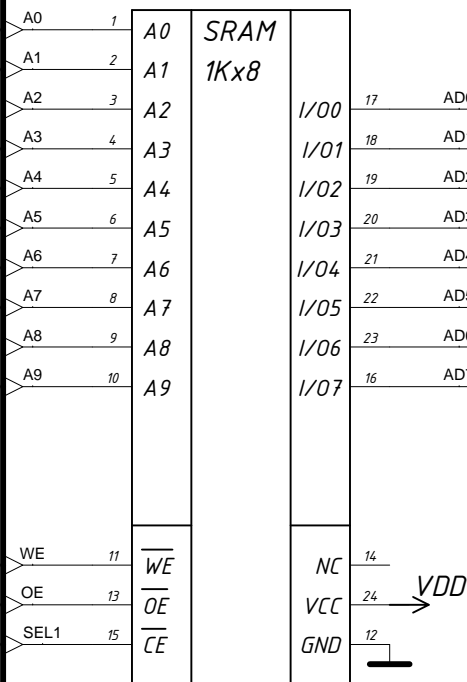 A0 1 A0 SRAM
A1 2 A1 1Kx8
A2 3 A2 I/O0 17
A3 4 A3 I/O1 18
A4 5 A4 I/O2 19
A5 6 A5 I/O3 20
A6 7 A6 I/O4 21
A7 8 A7 I/O5 22
A8 9 A8 I/O6 23
A9 10 A9 I/O7 16
WE 11 WE NC 14
OE 13 OE VCC 24 VDD
SEL1 15 CE GND 12